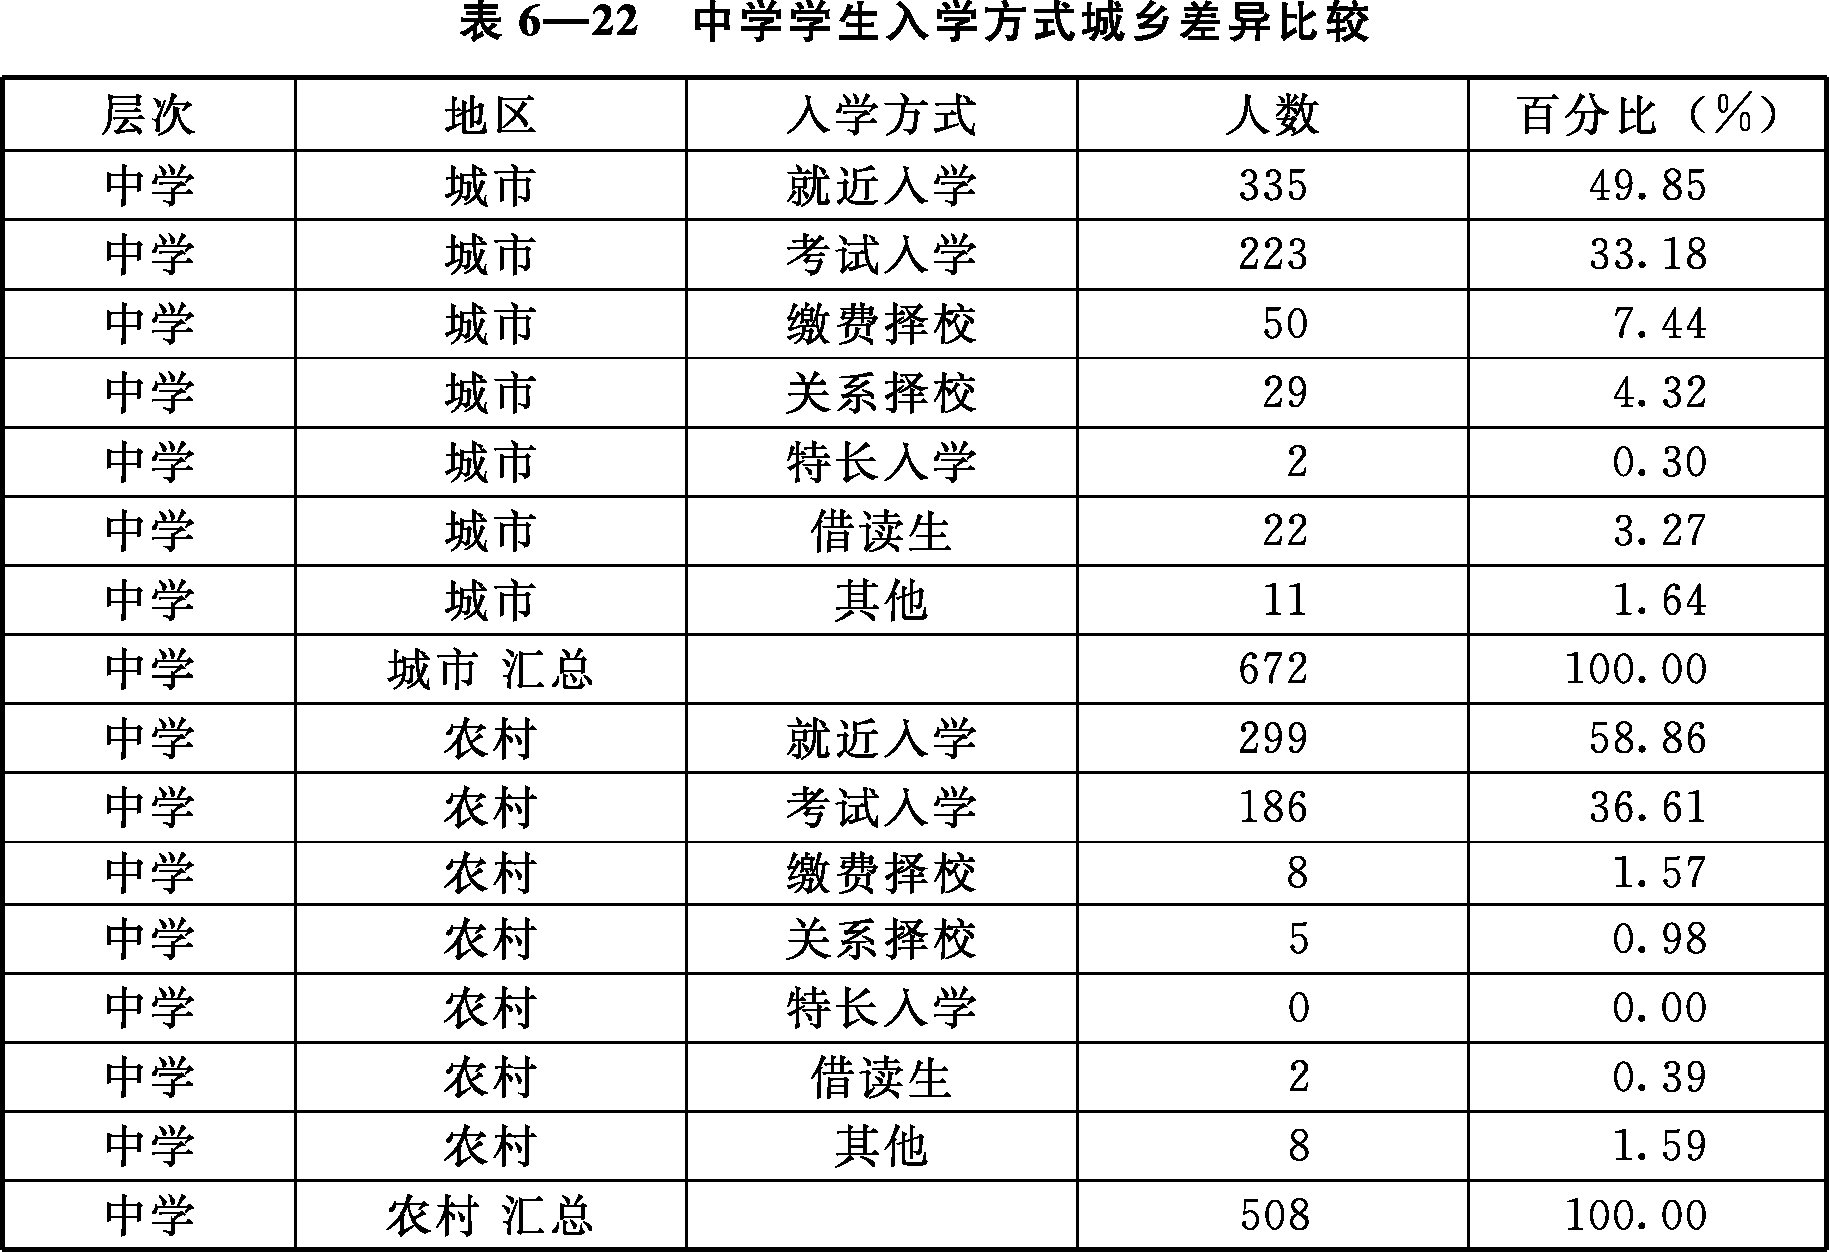 表 6—22 中学学生入学方式城乡差异比较
层次 地区 入学方式 人数 百分比（%）
中学 城市 就近入学 335 49.85
中学 城市 考试入学 223 33.18
中学 城市 缴费择校 50 7.44
中学 城市 关系择校 29 4.32
中学 城市 特长入学 2 0.30
中学 城市 借读生 22 3.27
中学 城市 其他 11 1.64
中学 城市 汇总 672 100.00
中学 农村 就近入学 299 58.86
中学 农村 考试入学 186 36.61
中学 农村 缴费择校 8 1.57
中学 农村 关系择校 5 0.98
中学 农村 特长入学 0 0.00
中学 农村 借读生 2 0.39
中学 农村 其他 8 1.59
中学 农村 汇总 508 100.00